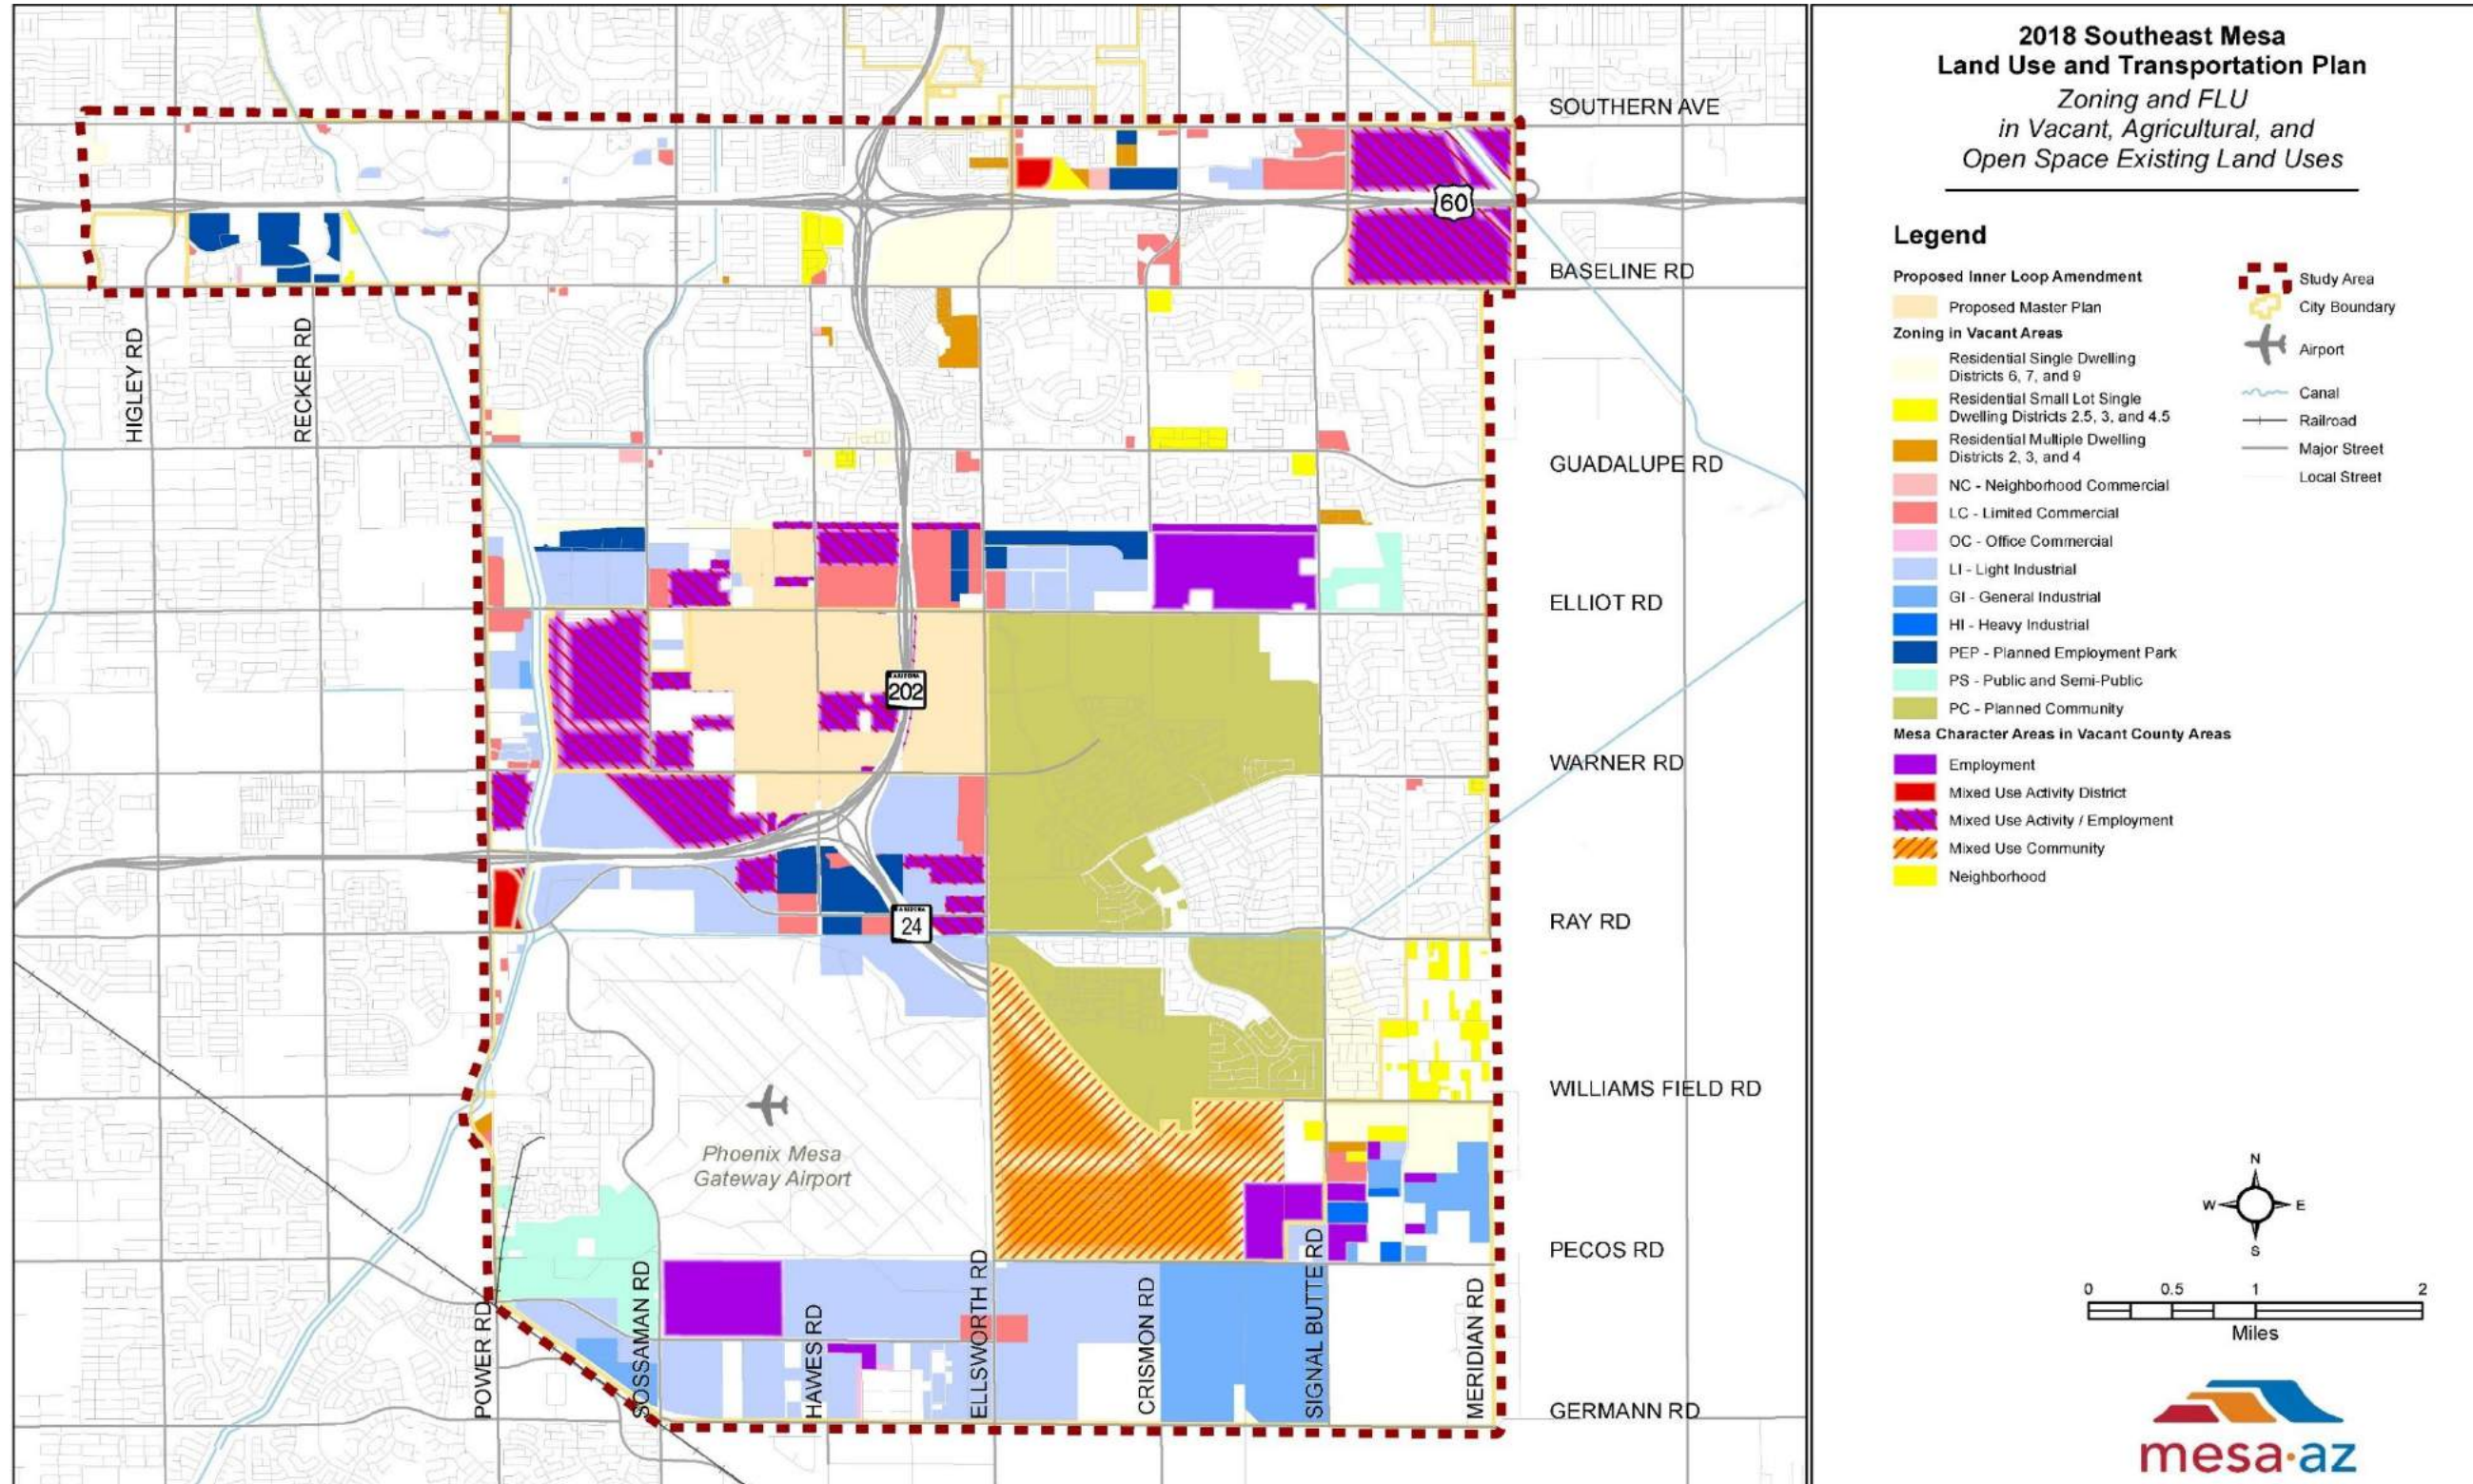 2018 Southeast Mesa
Land Use and Transportation Plan
Zoning and FLU
in Vacant, Agricultural, and
Open Space Existing Land Uses
Legend
Proposed Inner Loop Amendment
Proposed Master Plan
Zoning in Vacant Areas
Residential Single Dwelling
Districts 6, 7, and 9
Residential Small Lot Single
Dwelling Districts 2.5, 3, and 4.5
Residential Multiple Dwelling
Districts 2, 3, and 4
NC - Neighborhood Commercial
LC - Limited Commercial
OC - Office Commercial
LI - Light Industrial
GI - General Industrial
HI - Heavy Industrial
PEP - Planned Employment Park
PS - Public and Semi-Public
PC - Planned Community
Mesa Character Areas in Vacant County Areas
Employment
Mixed Use Activity District
Mixed Use Activity / Employment
Mixed Use Community
Neighborhood
Study Area
City Boundary
Airport
Canal
Railroad
Major Street
Local Street
SOUTHERN AVE
60
BASELINE RD
HIGLEY RD
RECKER RD
GUADALUPE RD
ELLIOT RD
ARIZONA
202
WARNER RD
RAY RD
ARIZONA
24
WILLIAMS FIELD RD
Phoenix Mesa
Gateway Airport
PECOS RD
POWER RD
SOSSAMAN RD
HAWES RD
ELLSWORTH RD
CRISMON RD
SIGNAL BUTTE RD
MERIDIAN RD
GERMANN RD
N
W
E
S
0 0.5 1 2
Miles
mesa·az